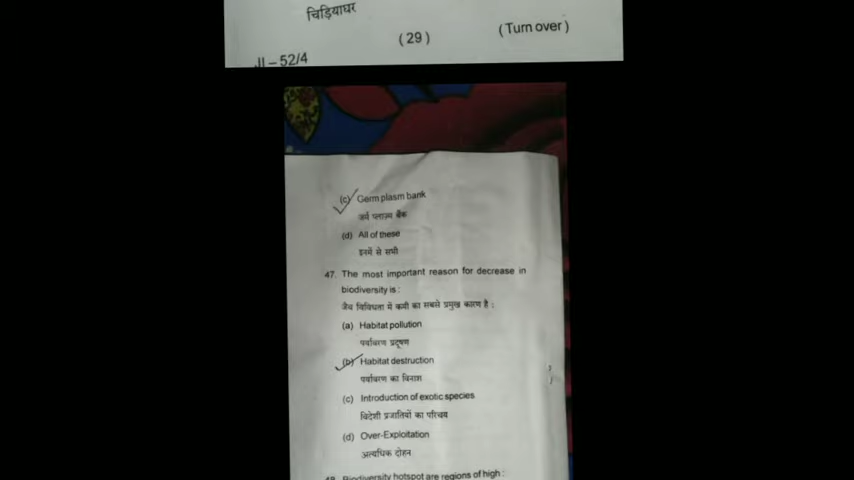 चिड़ियाघर
(29)
(Turn over)
JI – 52/4
(c) Germ plasm bank
जर्म प्लाज्म बैंक
(d) All of these
इनमें से सभी
47. The most important reason for decrease in
biodiversity is :
जैव विविधता में कमी का सबसे प्रमुख कारण है :
(a) Habitat pollution
पर्यावरण प्रदूषण
(b) Habitat destruction
पर्यावरण का विनाश
(c) Introduction of exotic species
विदेशी प्रजातियों का परिचय
(d) Over-Exploitation
अत्यधिक दोहन
48. Biodiversity hotspot are regions of high :